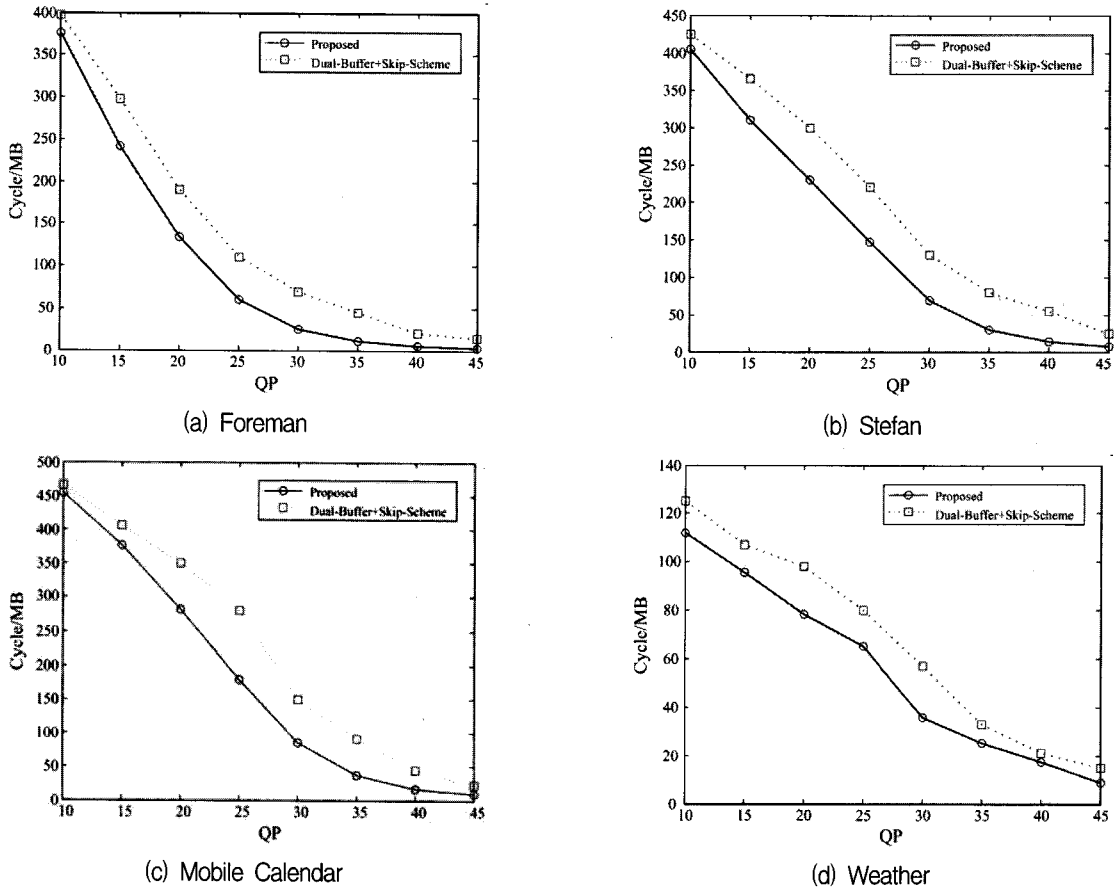 400
350
300
250
200
150
100
50
0
Cycle/MB
Proposed
Dual-Buffer+Skip-Scheme
10 15 20 25 30 35 40 45
QP
(a) Foreman
450
400
350
300
250
200
150
100
50
0
Cycle/MB
Proposed
Dual-Buffer+Skip-Scheme
10 15 20 25 30 35 40 45
QP
(b) Stefan
500
450
400
350
300
250
200
150
100
50
0
Cycle/MB
Proposed
Dual-Buffer+Skip-Scheme
10 15 20 25 30 35 40 45
QP
(c) Mobile Calendar
140
120
100
80
60
40
20
0
Cycle/MB
Proposed
Dual-Buffer+Skip-Scheme
10 15 20 25 30 35 40 45
QP
(d) Weather